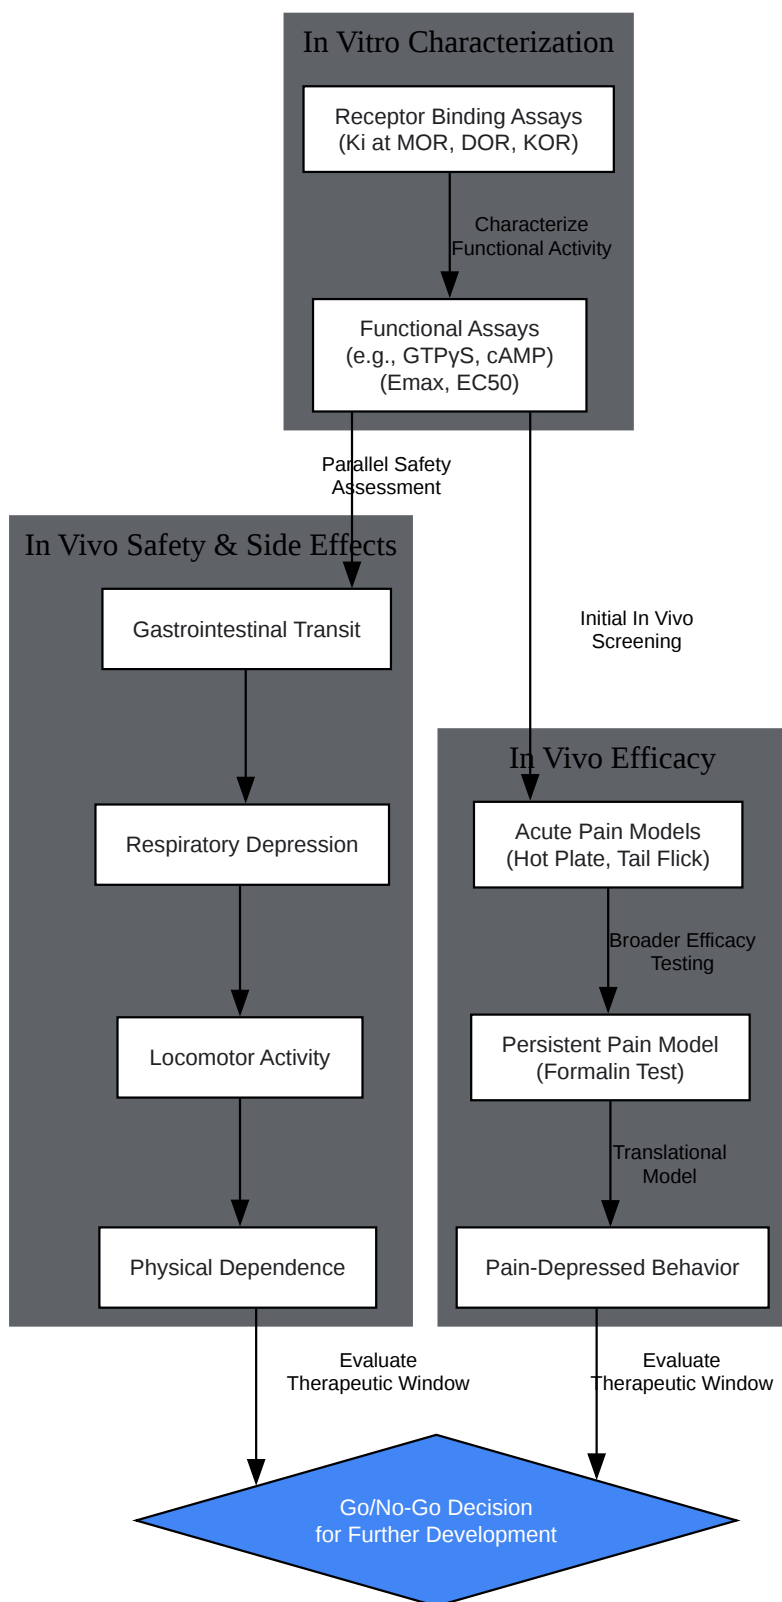 In Vitro Characterization
Receptor Binding Assays
(Ki at MOR, DOR, KOR)
Characterize
Functional Activity
Functional Assays
(e.g., GTPγS, cAMP)
(Emax, EC50)
Parallel Safety
Assessment
In Vivo Safety & Side Effects
Gastrointestinal Transit
Initial In Vivo
Screening
In Vivo Efficacy
Respiratory Depression
Acute Pain Models
(Hot Plate, Tail Flick)
Broader Efficacy
Testing
Locomotor Activity
Persistent Pain Model
(Formalin Test)
Translational
Model
Physical Dependence
Pain-Depressed Behavior
Evaluate
Therapeutic Window
Evaluate
Therapeutic Window
Go/No-Go Decision
for Further Development